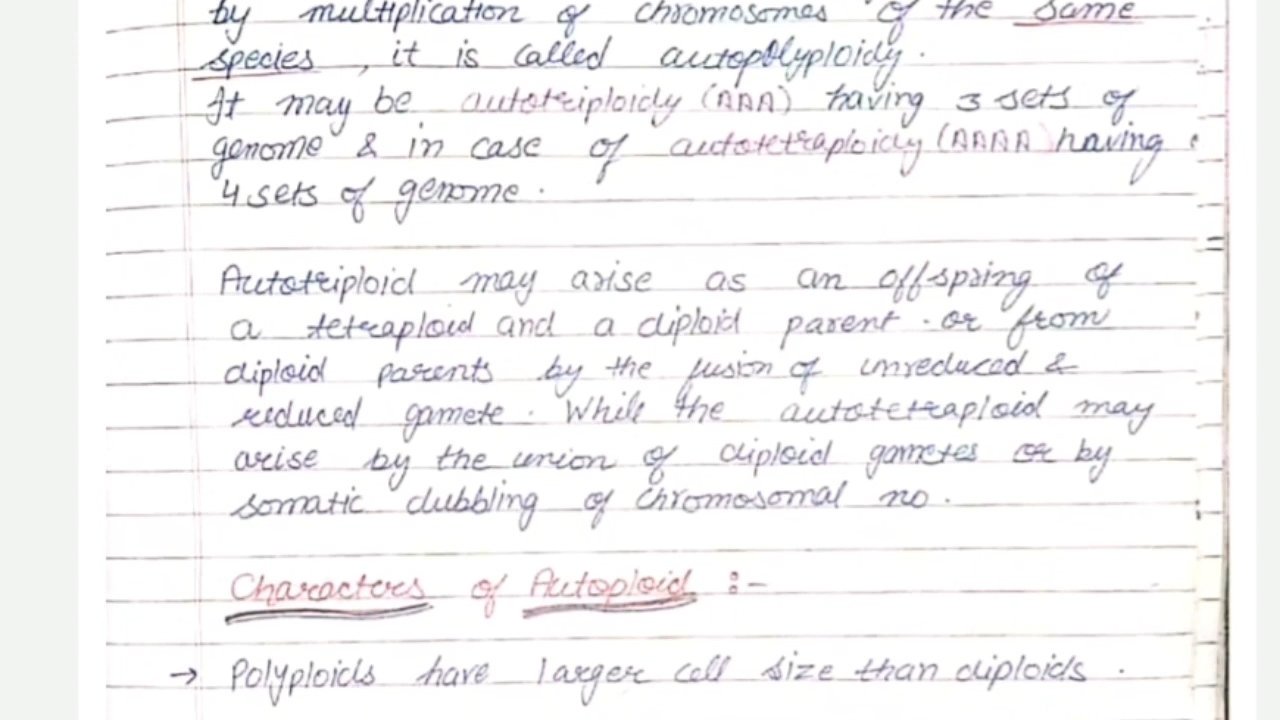 by multiplication of chromosomes of the same
species, it is called autopolyploidy.
It may be autotriploidy (AAA) having 3 sets of
genome & in case of autotetraploidy (AAAA) having
4 sets of genome.
Autotriploid may arise as an offspring of
a tetraploid and a diploid parent. or from
diploid parents by the fusion of unreduced &
reduced gamete. While the autotetraploid may
arise by the union of diploid gametes or by
somatic dubbling of chromosomal no.
Characters of Autoploid :-
→ Polyploids have larger cell size than diploids.